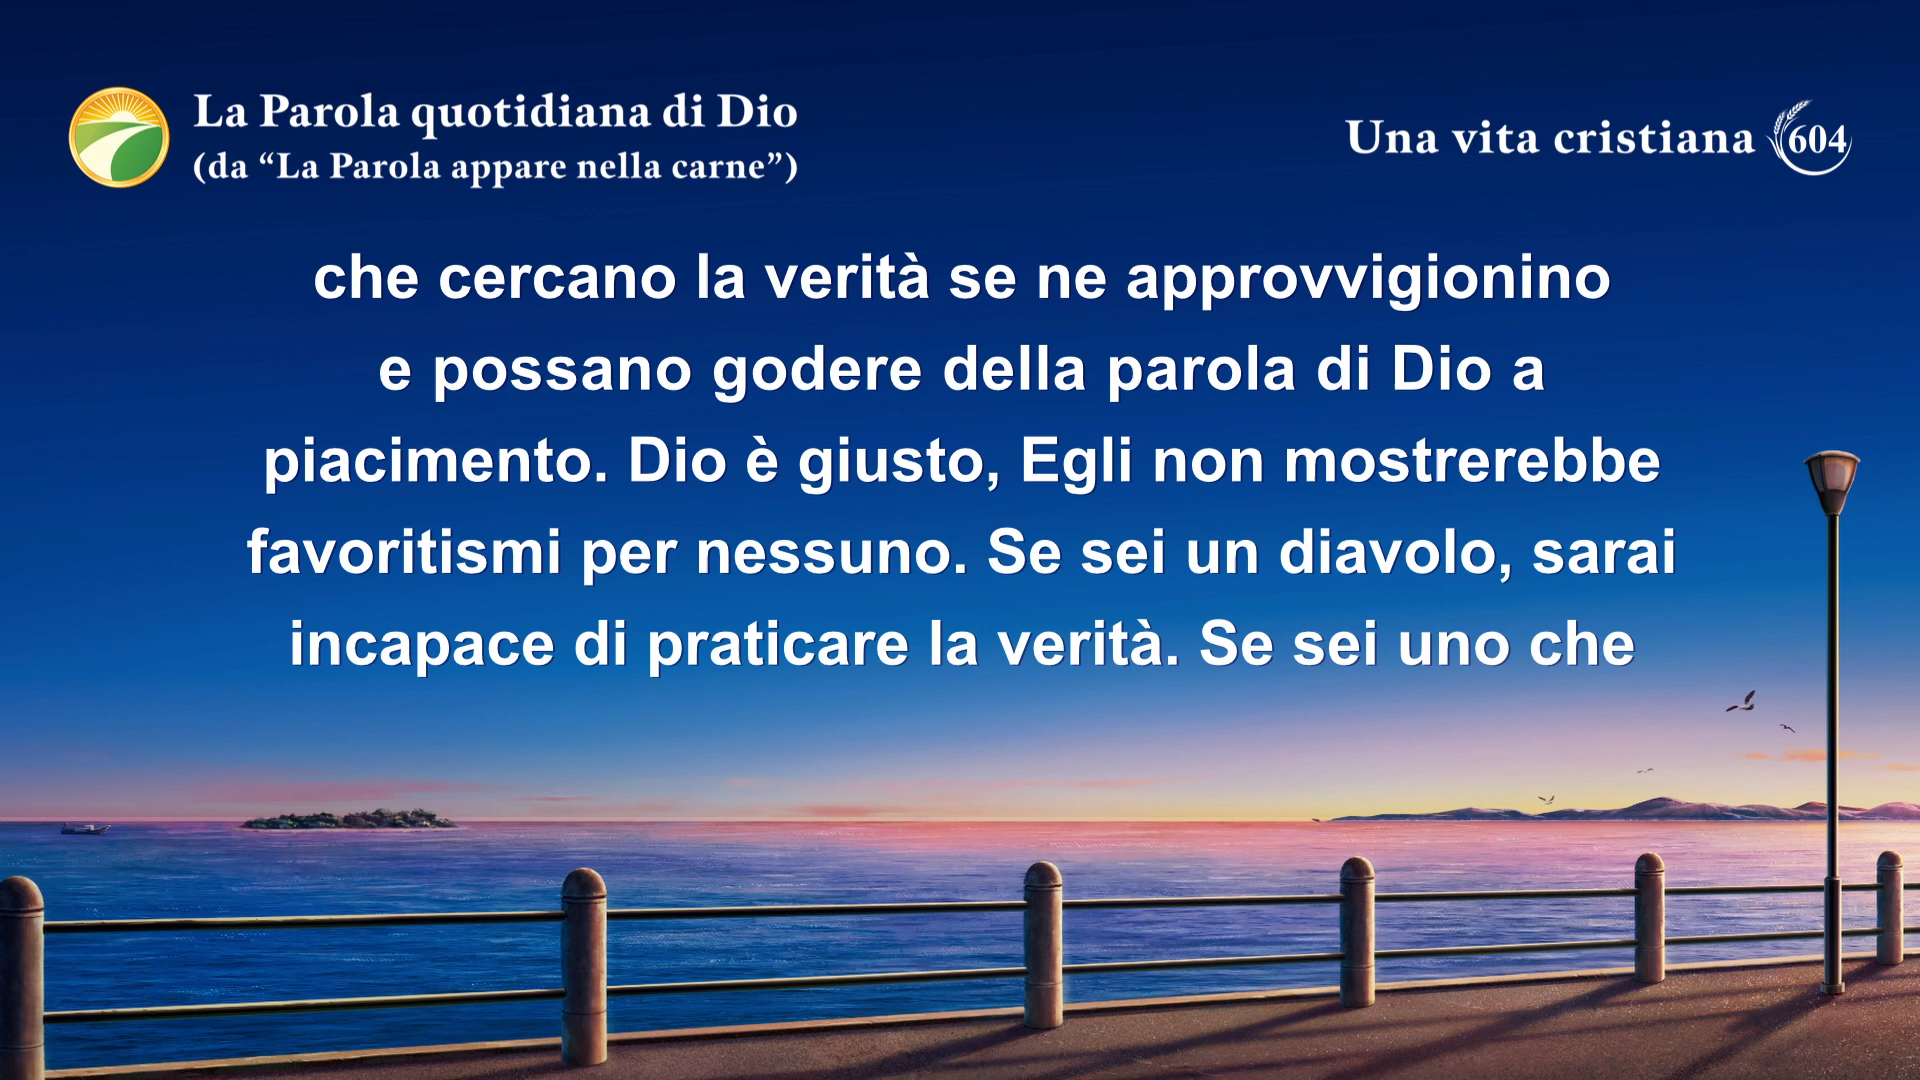 La Parola quotidiana di Dio
(da “La Parola appare nella carne”)
Una vita cristiana 604
che cercano la verità se ne approvvigionino
e possano godere della parola di Dio a
piacimento. Dio è giusto, Egli non mostrerebbe
favoritismi per nessuno. Se sei un diavolo, sarai
incapace di praticare la verità. Se sei uno che